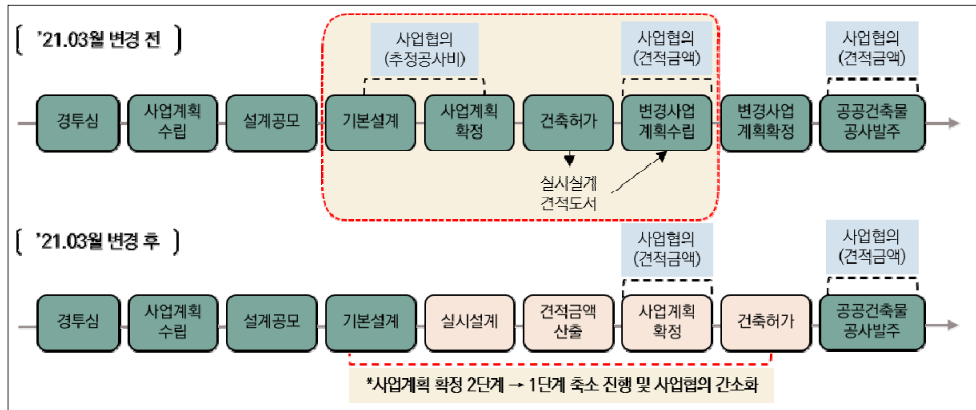 '21.03월 변경 전
사업협의
(추정공사비)
사업협의
(견적금액)
사업협의
(견적금액)
경투심
사업계획
수립
설계공모
기본설계
사업계획
확정
건축허가
변경사업
계획수립
변경사업
계획확정
공공건축물
공사발주
실시실계
견적도서
'21.03월 변경 후
사업협의
(견적금액)
사업협의
(견적금액)
경투심
사업계획
수립
설계공모
기본설계
실시설계
견적금액
산출
사업계획
확정
건축허가
공공건축물
공사발주
*사업계획 확정 2단계 → 1단계 축소 진행 및 사업협의 간소화